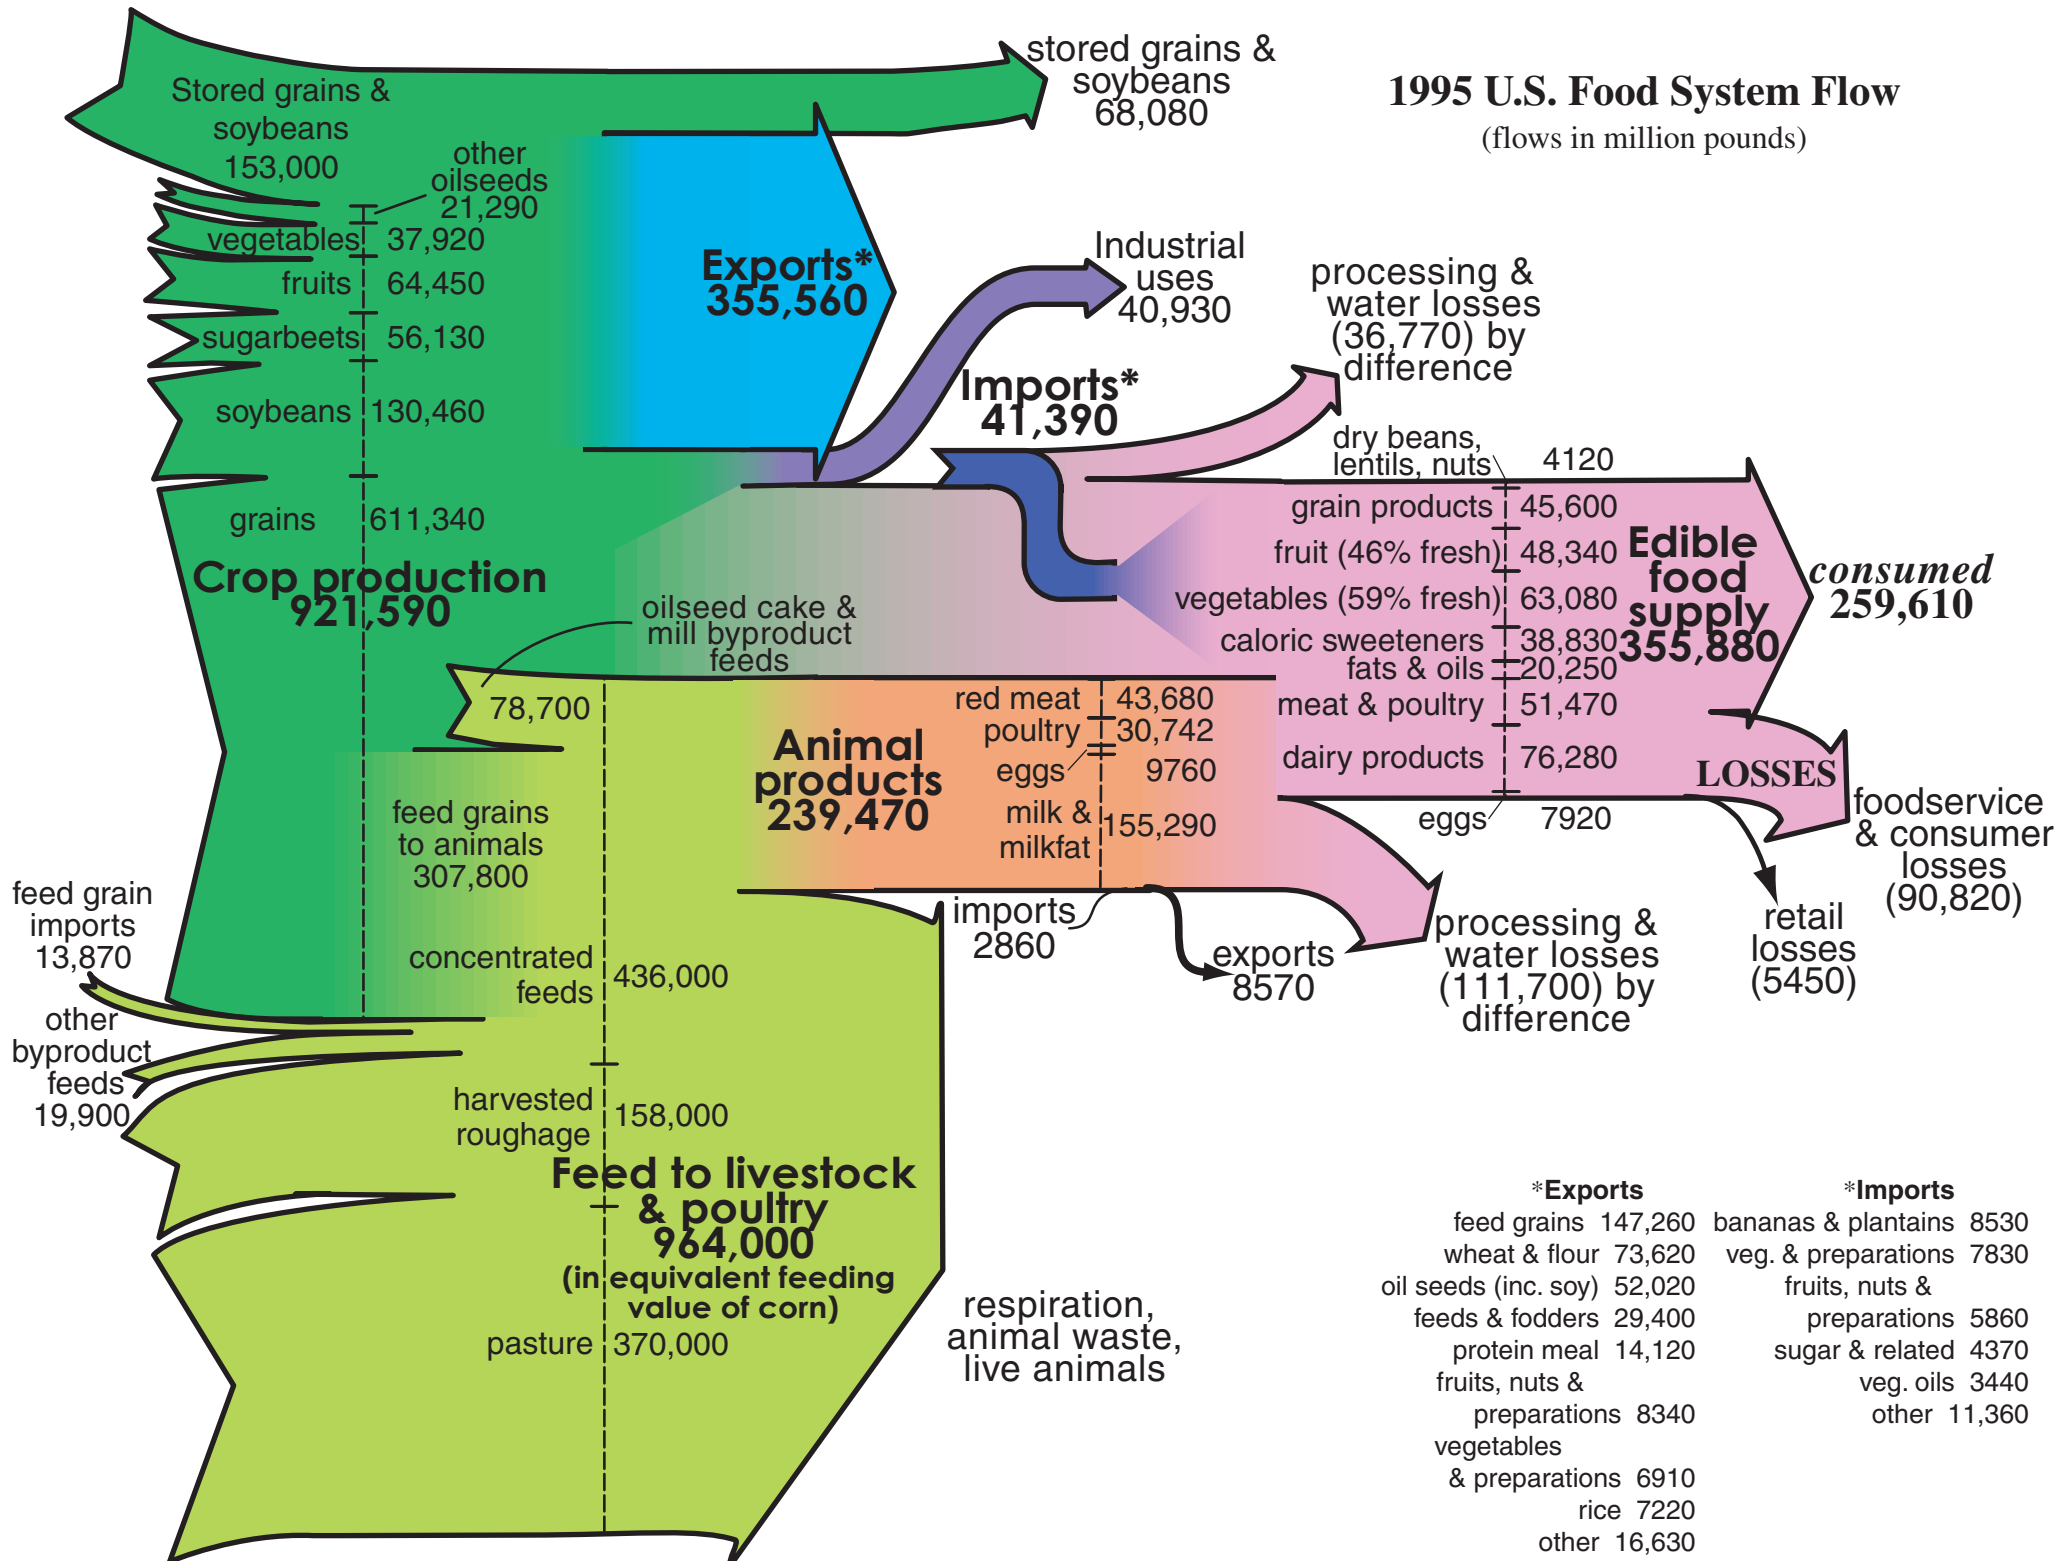 stored grains &
soybeans
68,080
1995 U.S. Food System Flow
(flows in million pounds)
Stored grains &
soybeans
153,000
other
oilseeds
21,290
vegetables 37,920
fruits 64,450
sugarbeets 56,130
soybeans 130,460
grains 611,340
Crop production
921,590
Exports*
355,560
Industrial
uses
40,930
Imports*
41,390
processing &
water losses
(36,770) by
difference
dry beans,
lentils, nuts 4120
grain products 45,600
fruit (46% fresh) 48,340
vegetables (59% fresh) 63,080
caloric sweeteners 38,830
fats & oils 20,250
meat & poultry 51,470
dairy products 76,280
eggs 7920
Edible
food
supply
355,880
consumed
259,610
LOSSES
foodservice
& consumer
losses
(90,820)
retail
losses
(5450)
oilseed cake &
mill byproduct
feeds
78,700
feed grains
to animals
307,800
Animal
products
239,470
red meat 43,680
poultry 30,742
eggs 9760
milk &
milkfat 155,290
imports
2860
exports
8570
processing &
water losses
(111,700) by
difference
feed grain
imports
13,870
other
byproduct
feeds
19,900
concentrated
feeds 436,000
harvested
roughage 158,000
Feed to livestock
& poultry
964,000
(in equivalent feeding
value of corn)
pasture 370,000
respiration,
animal waste,
live animals
*Exports
feed grains 147,260
wheat & flour 73,620
oil seeds (inc. soy) 52,020
feeds & fodders 29,400
protein meal 14,120
fruits, nuts &
preparations 8340
vegetables
& preparations 6910
rice 7220
other 16,630
*Imports
bananas & plantains 8530
veg. & preparations 7830
fruits, nuts &
preparations 5860
sugar & related 4370
veg. oils 3440
other 11,360